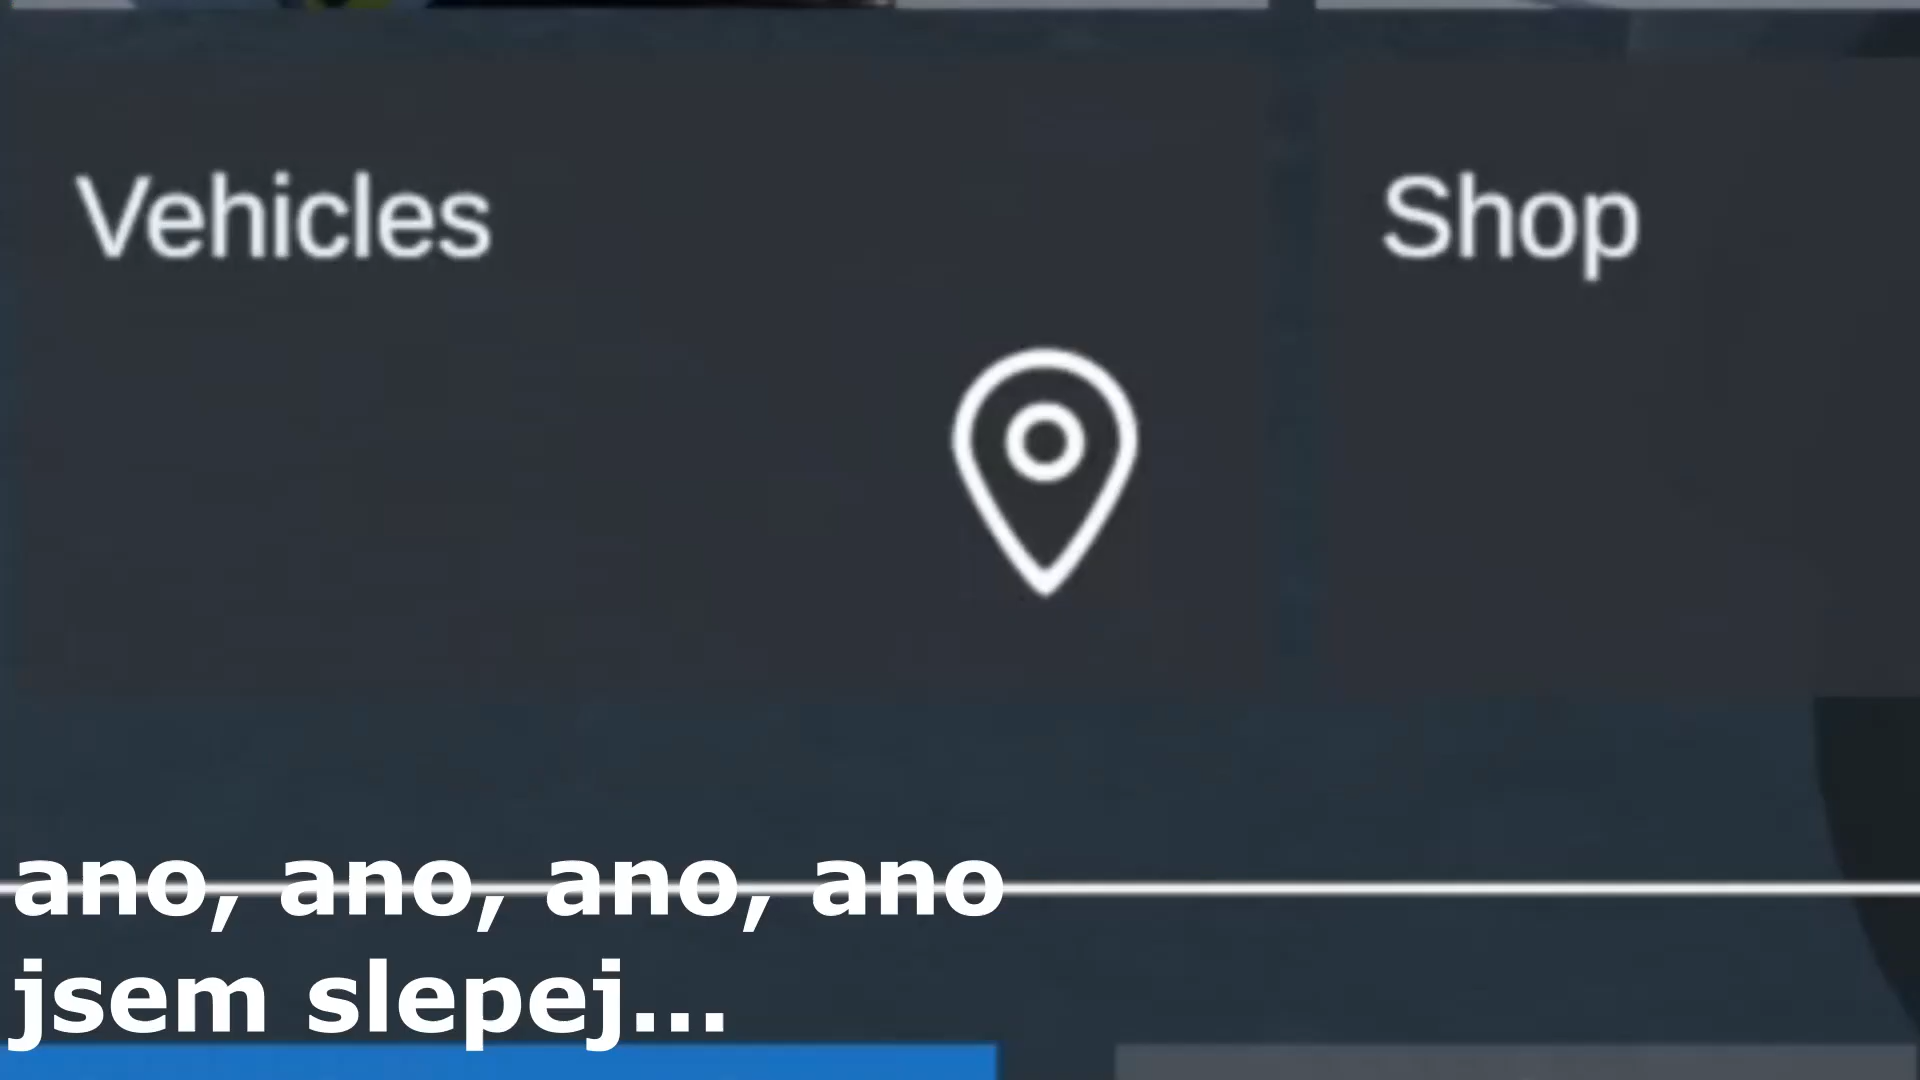 Vehicles
Shop
ano, ano, ano, ano
jsem slepej...